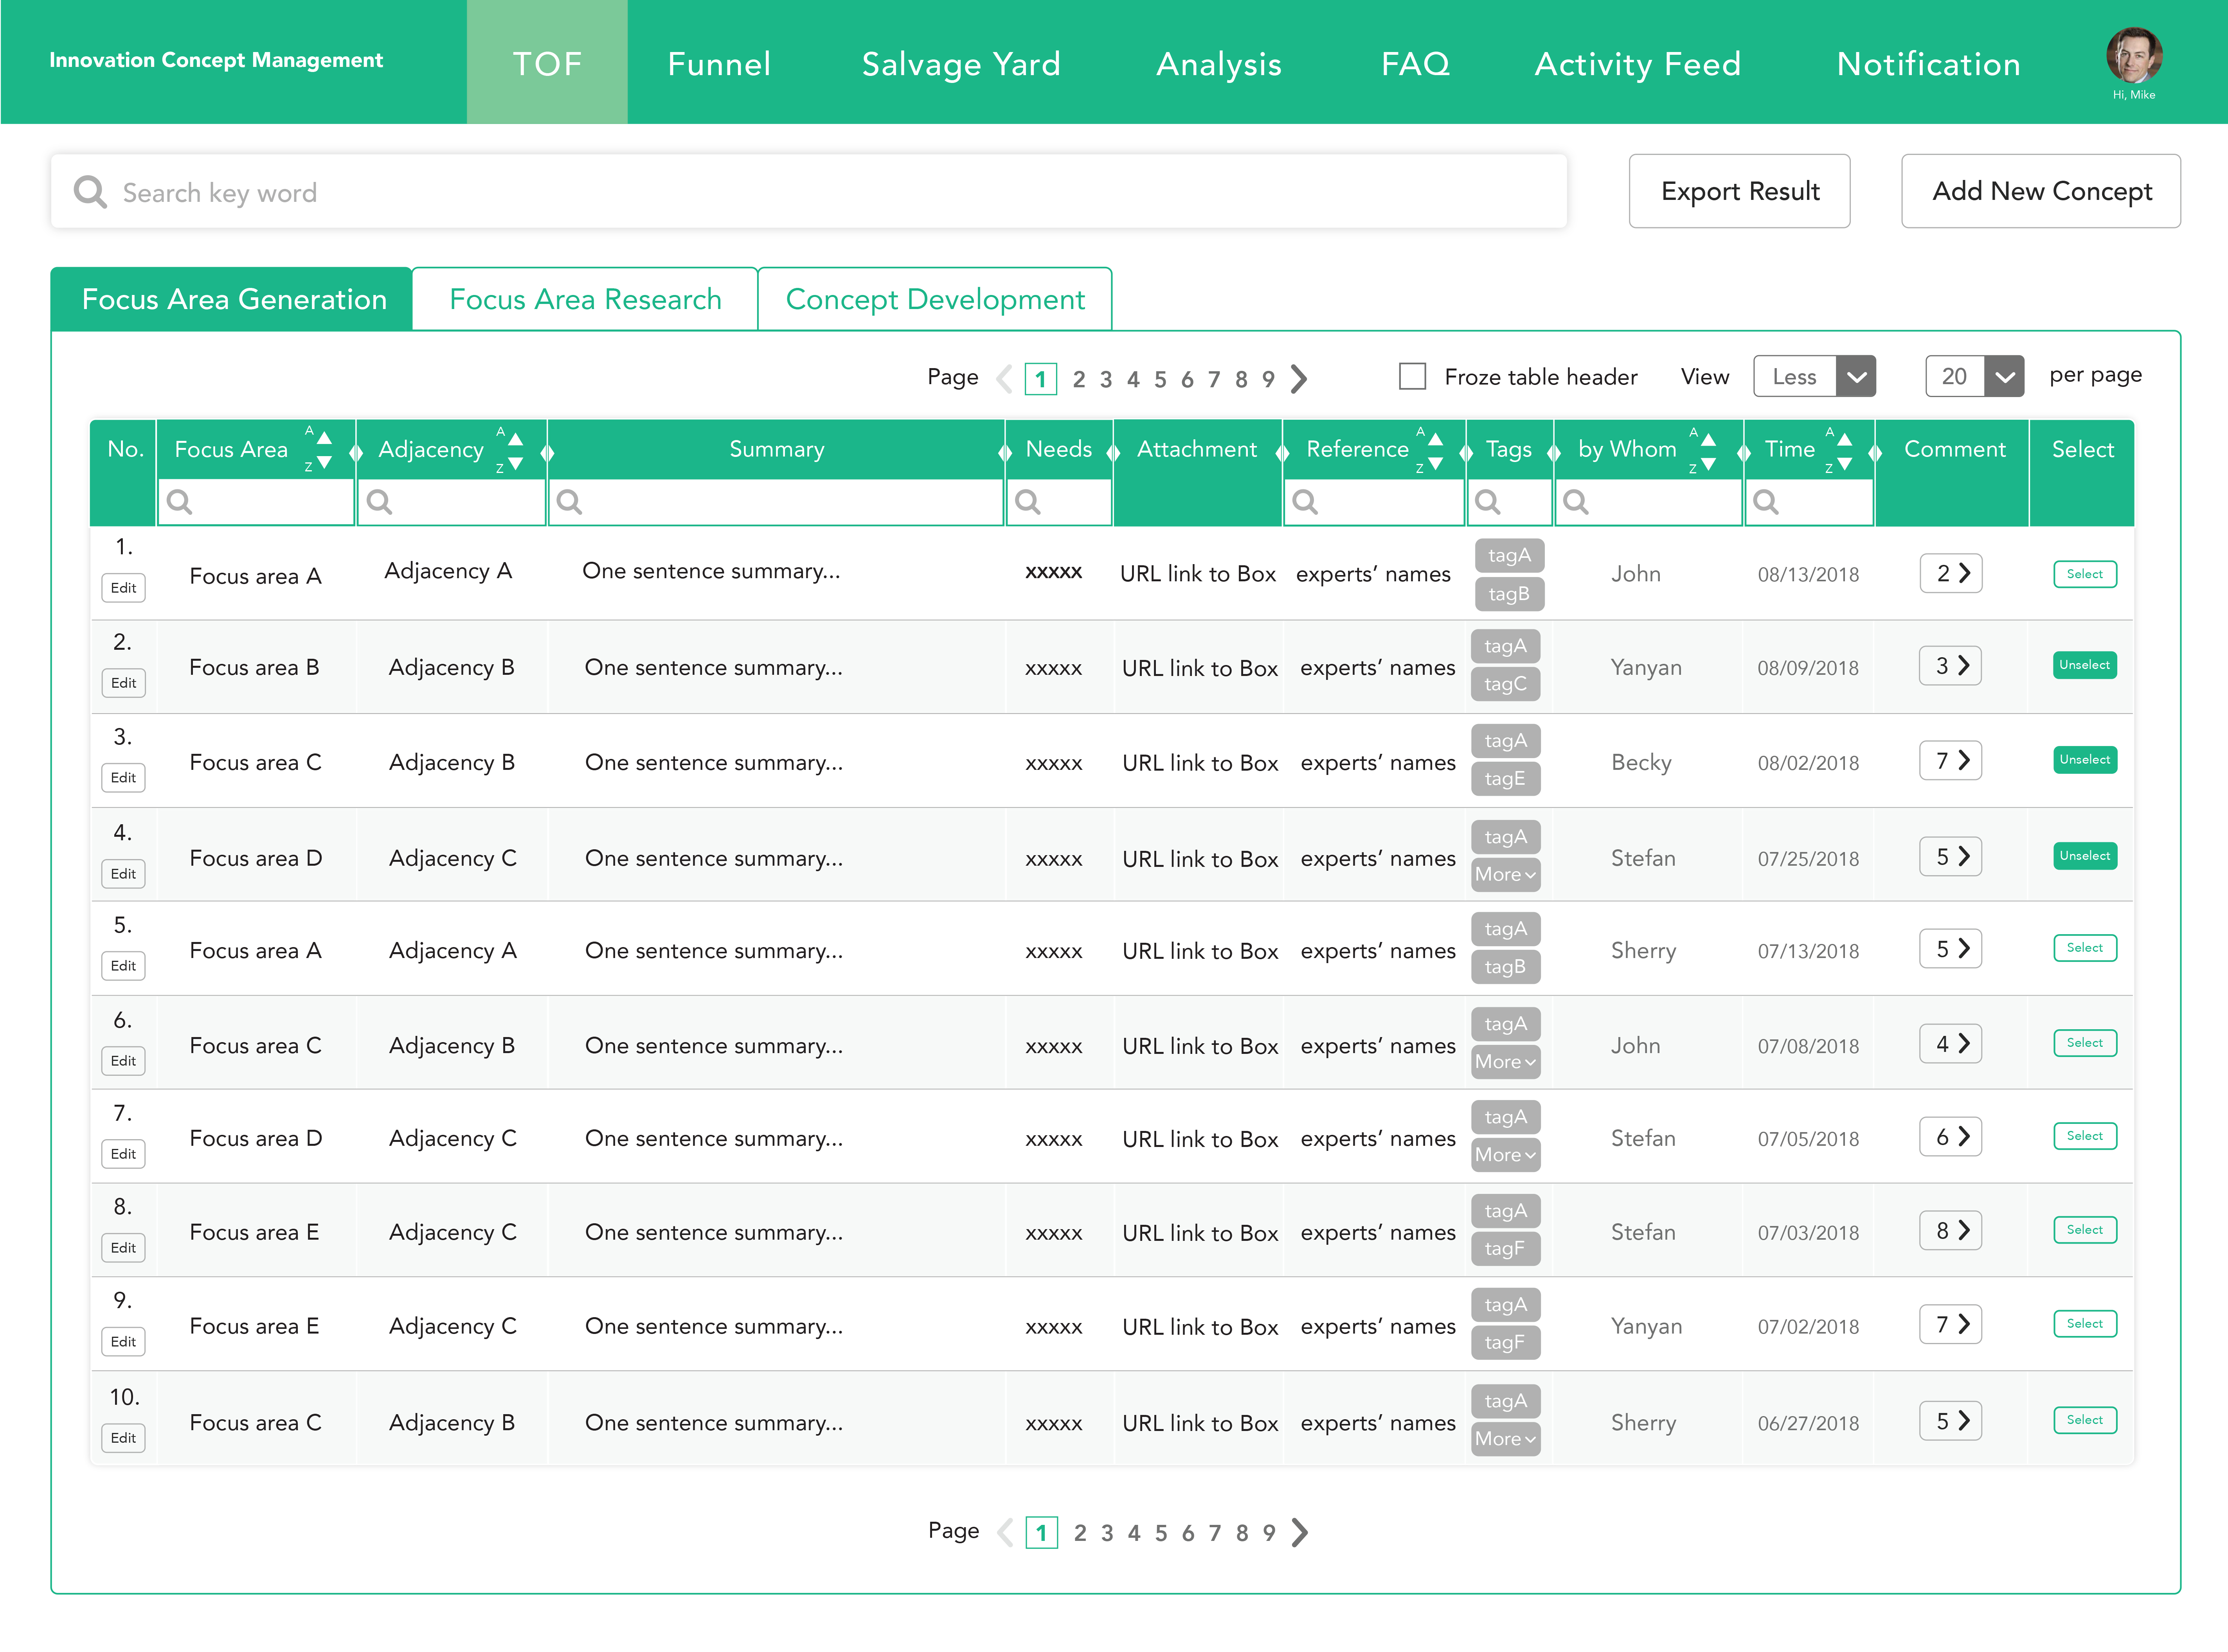 Innovation Concept Management TOF Funnel Salvage Yard Analysis FAQ Activity Feed Notification
Hi, Mike
Search key word Export Result Add New Concept
Focus Area Generation Focus Area Research Concept Development
Page 1 2 3 4 5 6 7 8 9 Froze table header View Less 20 per page
No. Focus Area A Z Adjacency A Z Summary Needs Attachment Reference A Z Tags by Whom A Z Time A Z Comment Select
1. Edit Focus area A Adjacency A One sentence summary... xxxxx URL link to Box experts’ names tagA tagB John 08/13/2018 2 Select
2. Edit Focus area B Adjacency B One sentence summary... xxxxx URL link to Box experts’ names tagA tagC Yanyan 08/09/2018 3 Unselect
3. Edit Focus area C Adjacency B One sentence summary... xxxxx URL link to Box experts’ names tagA tagE Becky 08/02/2018 7 Unselect
4. Edit Focus area D Adjacency C One sentence summary... xxxxx URL link to Box experts’ names tagA More Stefan 07/25/2018 5 Unselect
5. Edit Focus area A Adjacency A One sentence summary... xxxxx URL link to Box experts’ names tagA tagB Sherry 07/13/2018 5 Select
6. Edit Focus area C Adjacency B One sentence summary... xxxxx URL link to Box experts’ names tagA More John 07/08/2018 4 Select
7. Edit Focus area D Adjacency C One sentence summary... xxxxx URL link to Box experts’ names tagA More Stefan 07/05/2018 6 Select
8. Edit Focus area E Adjacency C One sentence summary... xxxxx URL link to Box experts’ names tagA tagF Stefan 07/03/2018 8 Select
9. Edit Focus area E Adjacency C One sentence summary... xxxxx URL link to Box experts’ names tagA tagF Yanyan 07/02/2018 7 Select
10. Edit Focus area C Adjacency B One sentence summary... xxxxx URL link to Box experts’ names tagA More Sherry 06/27/2018 5 Select
Page 1 2 3 4 5 6 7 8 9